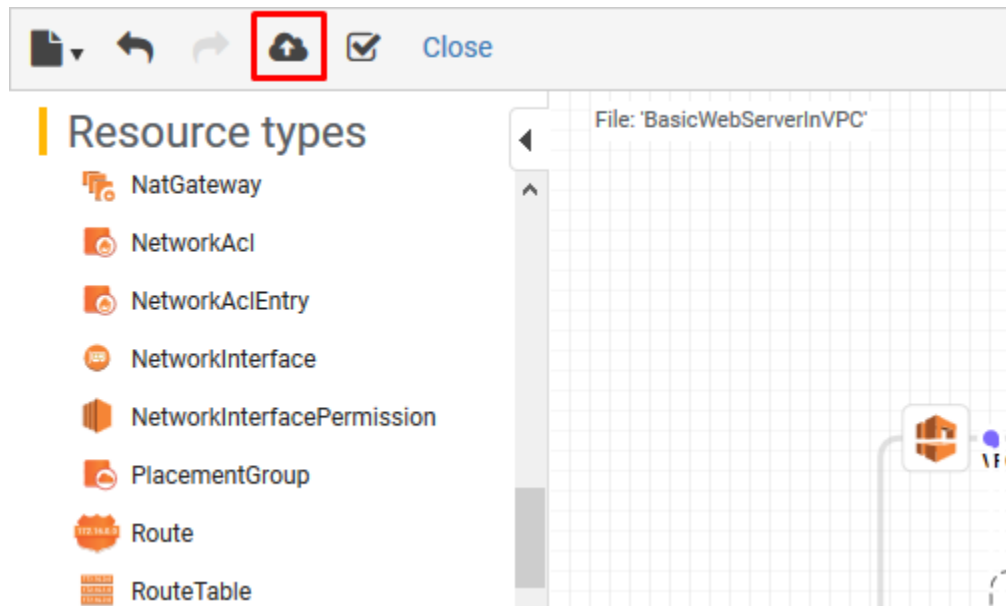 Close
Resource types
File: 'BasicWebServerInVPC'
NatGateway
NetworkAcl
NetworkAclEntry
NetworkInterface
NetworkInterfacePermission
PlacementGroup
Route
RouteTable